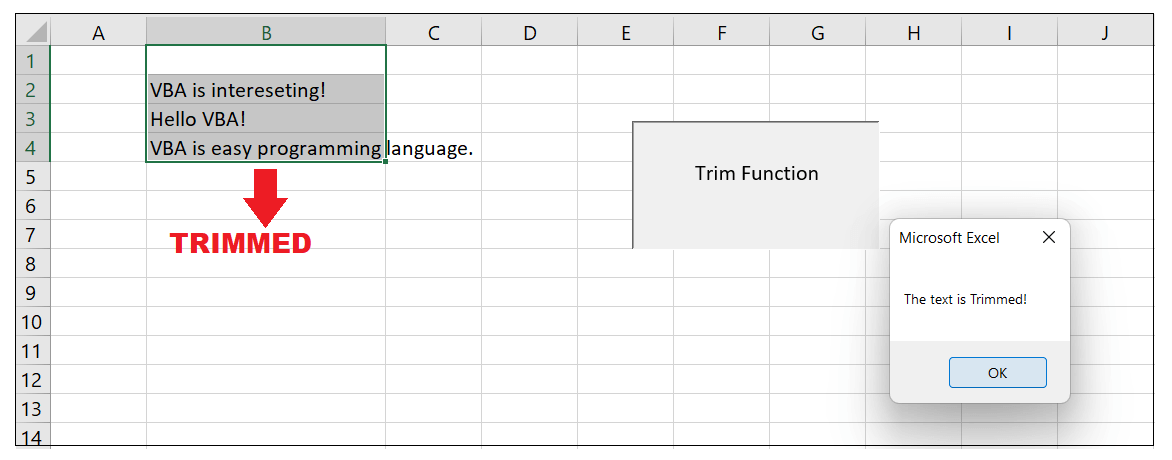 A B C D E F G H I J
1
2 VBA is intereseting!
3 Hello VBA!
4 VBA is easy programming language.
5 Trim Function
6
7 TRIMMED Microsoft Excel
8
9 The text is Trimmed!
10
11
12 OK
13
14